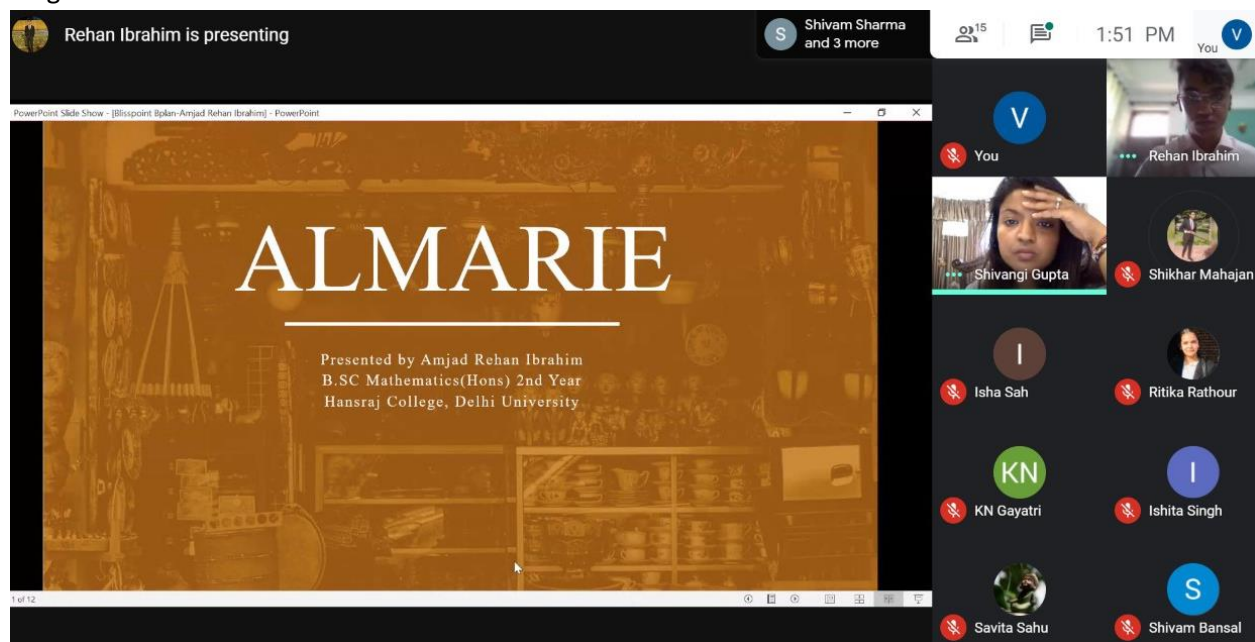 Rehan Ibrahim is presenting
S
Shivam Sharma
and 3 more
15
1:51 PM
You
V
PowerPoint Slide Show - [Blisspoint Bplan-Amjad Rehan Ibrahim] - PowerPoint
ALMARIE
Presented by Amjad Rehan Ibrahim
B.SC Mathematics(Hons) 2nd Year
Hansraj College, Delhi University
1 of 12
V
You
Rehan Ibrahim
Shivangi Gupta
Shikhar Mahajan
I
Isha Sah
Ritika Rathour
KN
KN Gayatri
I
Ishita Singh
Savita Sahu
S
Shivam Bansal